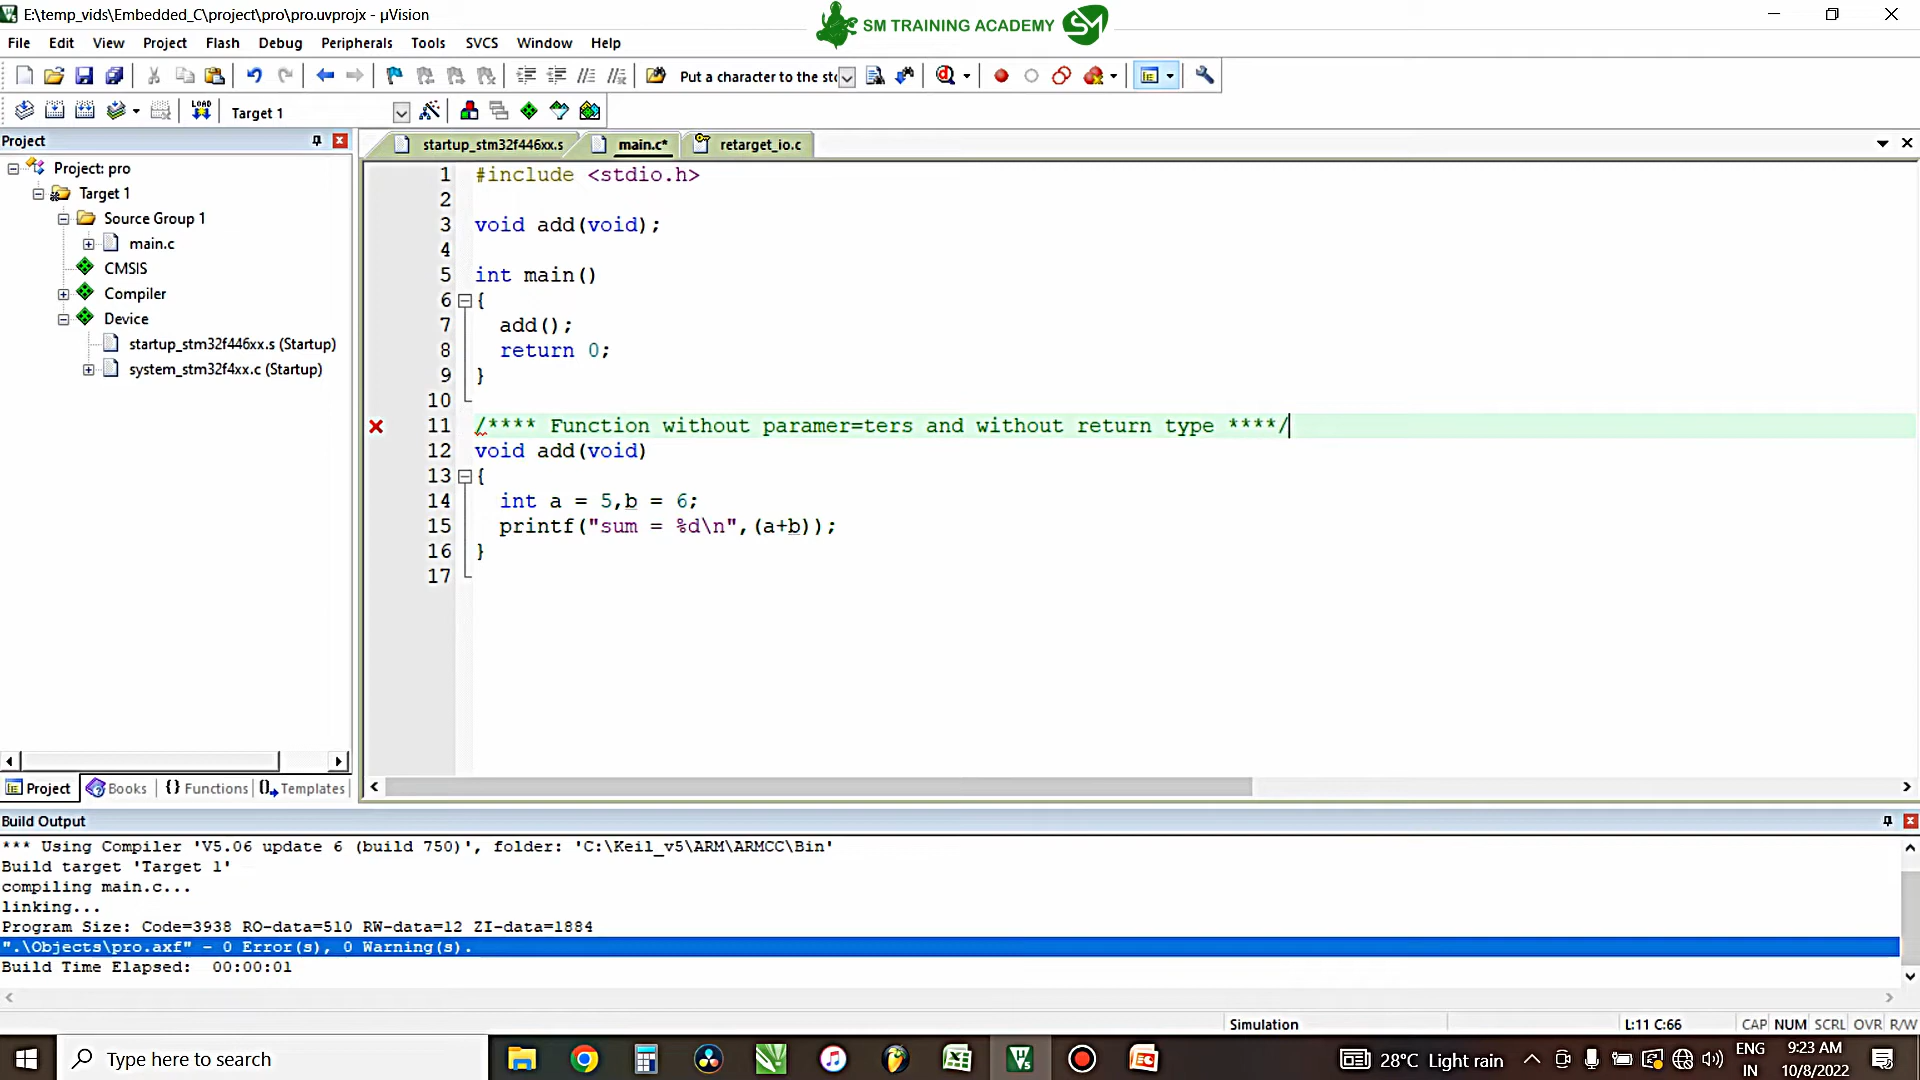 E:\temp_vids\Embedded_C\project\pro\pro.uvprojx - µVision
SM TRAINING ACADEMY SM
File Edit View Project Flash Debug Peripherals Tools SVCS Window Help
Put a character to the stc
LOAD Target 1
Project
startup_stm32f446xx.s main.c* retarget_io.c
Project: pro
Target 1
Source Group 1
main.c
CMSIS
Compiler
Device
startup_stm32f446xx.s (Startup)
system_stm32f4xx.c (Startup)
1 #include <stdio.h>
2
3 void add(void);
4
5 int main()
6 {
7 add();
8 return 0;
9 }
10
11 /**** Function without paramer=ters and without return type ****/
12 void add(void)
13 {
14 int a = 5,b = 6;
15 printf("sum = %d\n",(a+b));
16 }
17
Project Books {} Functions Templates
Build Output
*** Using Compiler 'V5.06 update 6 (build 750)', folder: 'C:\Keil_v5\ARM\ARMCC\Bin'
Build target 'Target 1'
compiling main.c...
linking...
Program Size: Code=3938 RO-data=510 RW-data=12 ZI-data=1884
".\Objects\pro.axf" - 0 Error(s), 0 Warning(s).
Build Time Elapsed: 00:00:01
Simulation L:11 C:66 CAP NUM SCRL OVR R/W
Type here to search
28°C Light rain
ENG IN
9:23 AM
10/8/2022